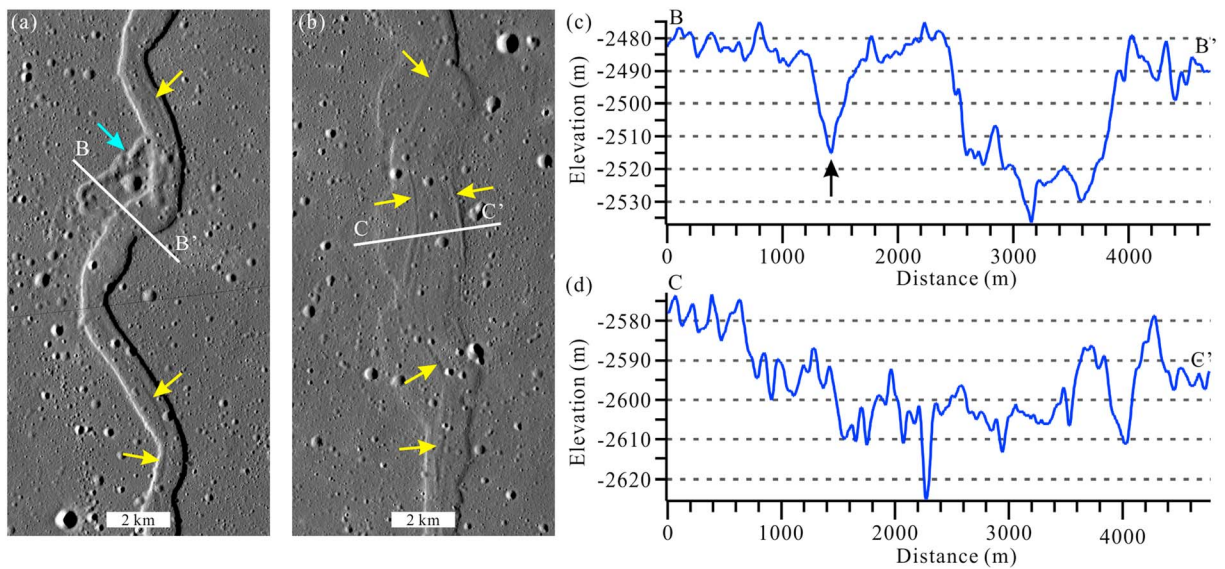 (a)
B
B'
2 km
(b)
C
C'
2 km
(c)
B
B'
-2480
-2490
-2500
-2510
-2520
-2530
Elevation (m)
0
1000
2000
3000
4000
Distance (m)
(d)
C
C'
-2580
-2590
-2600
-2610
-2620
Elevation (m)
0
1000
2200
3000
4000
Distance (m)